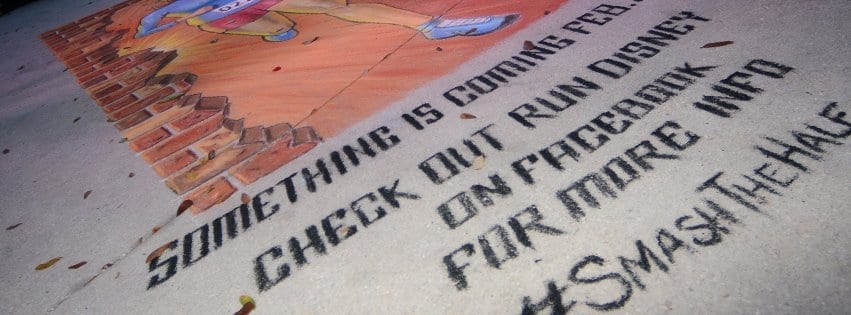 SOMETHING IS COMING FEB.
CHECK OUT RUN DISNEY
ON FACEBOOK
FOR MORE INFO
#SMASHTHEHALF